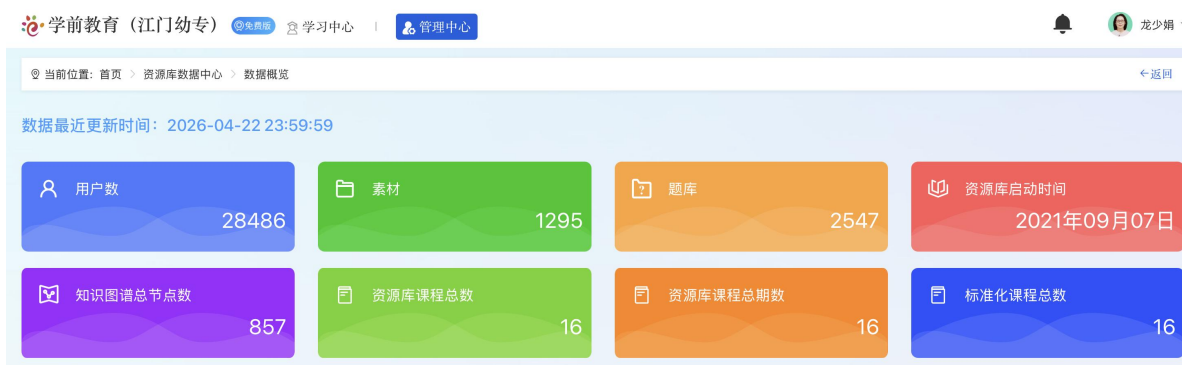 学前教育（江门幼专） 免费版 学习中心 管理中心 龙少娟
当前位置: 首页 > 资源库数据中心 > 数据概览 ←返回
数据最近更新时间：2026-04-22 23:59:59
用户数 素材 题库 资源库启动时间
28486 1295 2547 2021年09月07日
知识图谱总节点数 资源库课程总数 资源库课程总期数 标准化课程总数
857 16 16 16